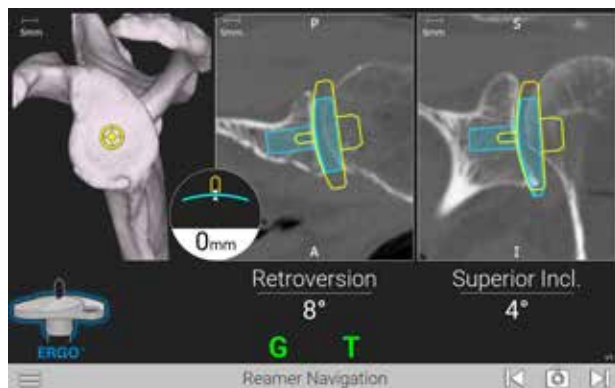 5mm
P
5mm
S
5mm
0mm
A
I
Retroversion
8°
Superior Incl.
4°
ERGO
G T
Reamer Navigation